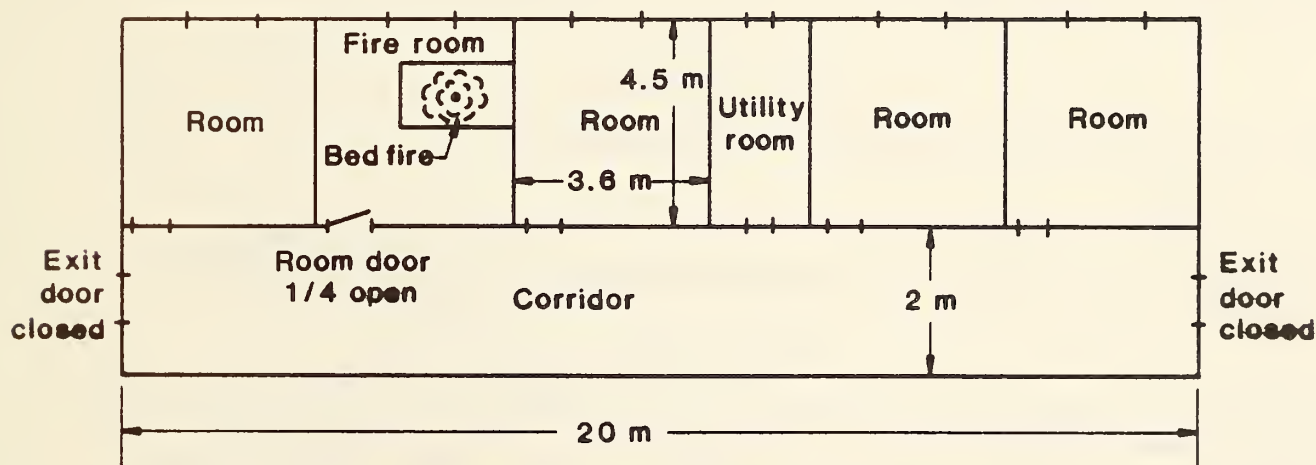 Fire room
4.5 m
Room
Room
Utility
room
Room
Room
Bed fire
3.6 m
Exit
door
closed
Room door
1/4 open
Corridor
2 m
Exit
door
closed
20 m